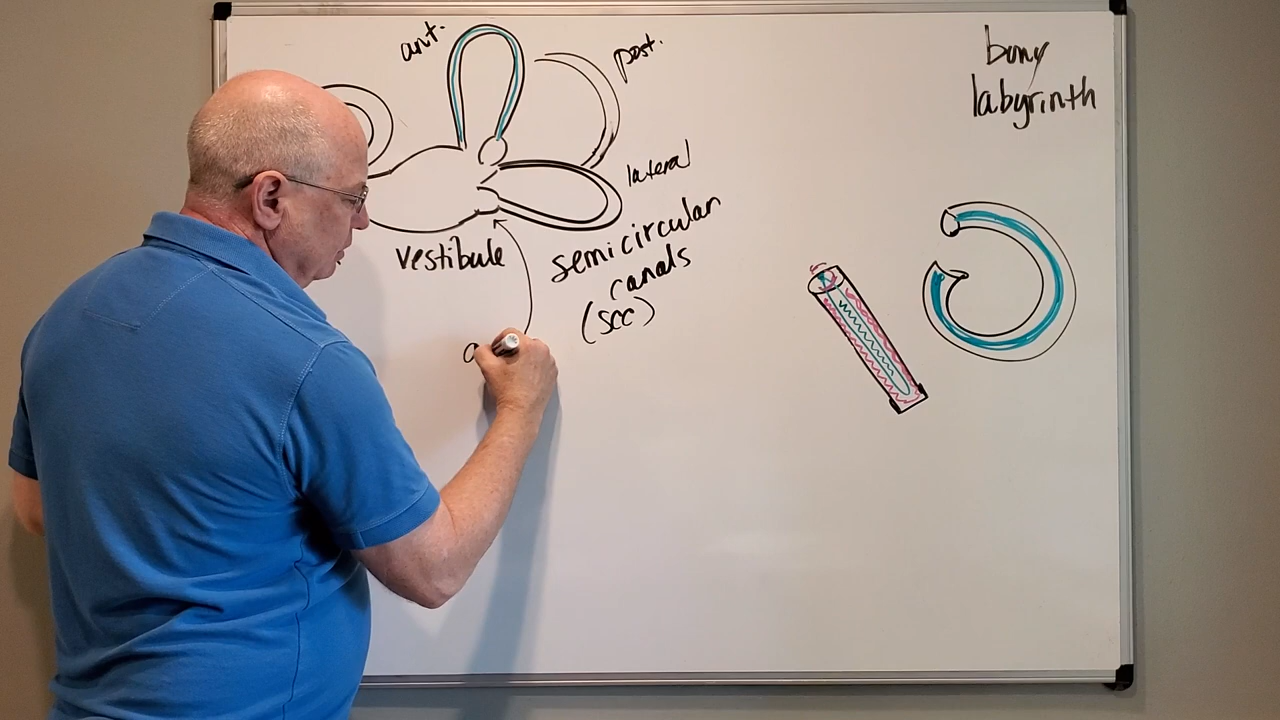 ant.
post.
bony
labyrinth
lateral
vestibule
semicircular
canals
(scc)
a